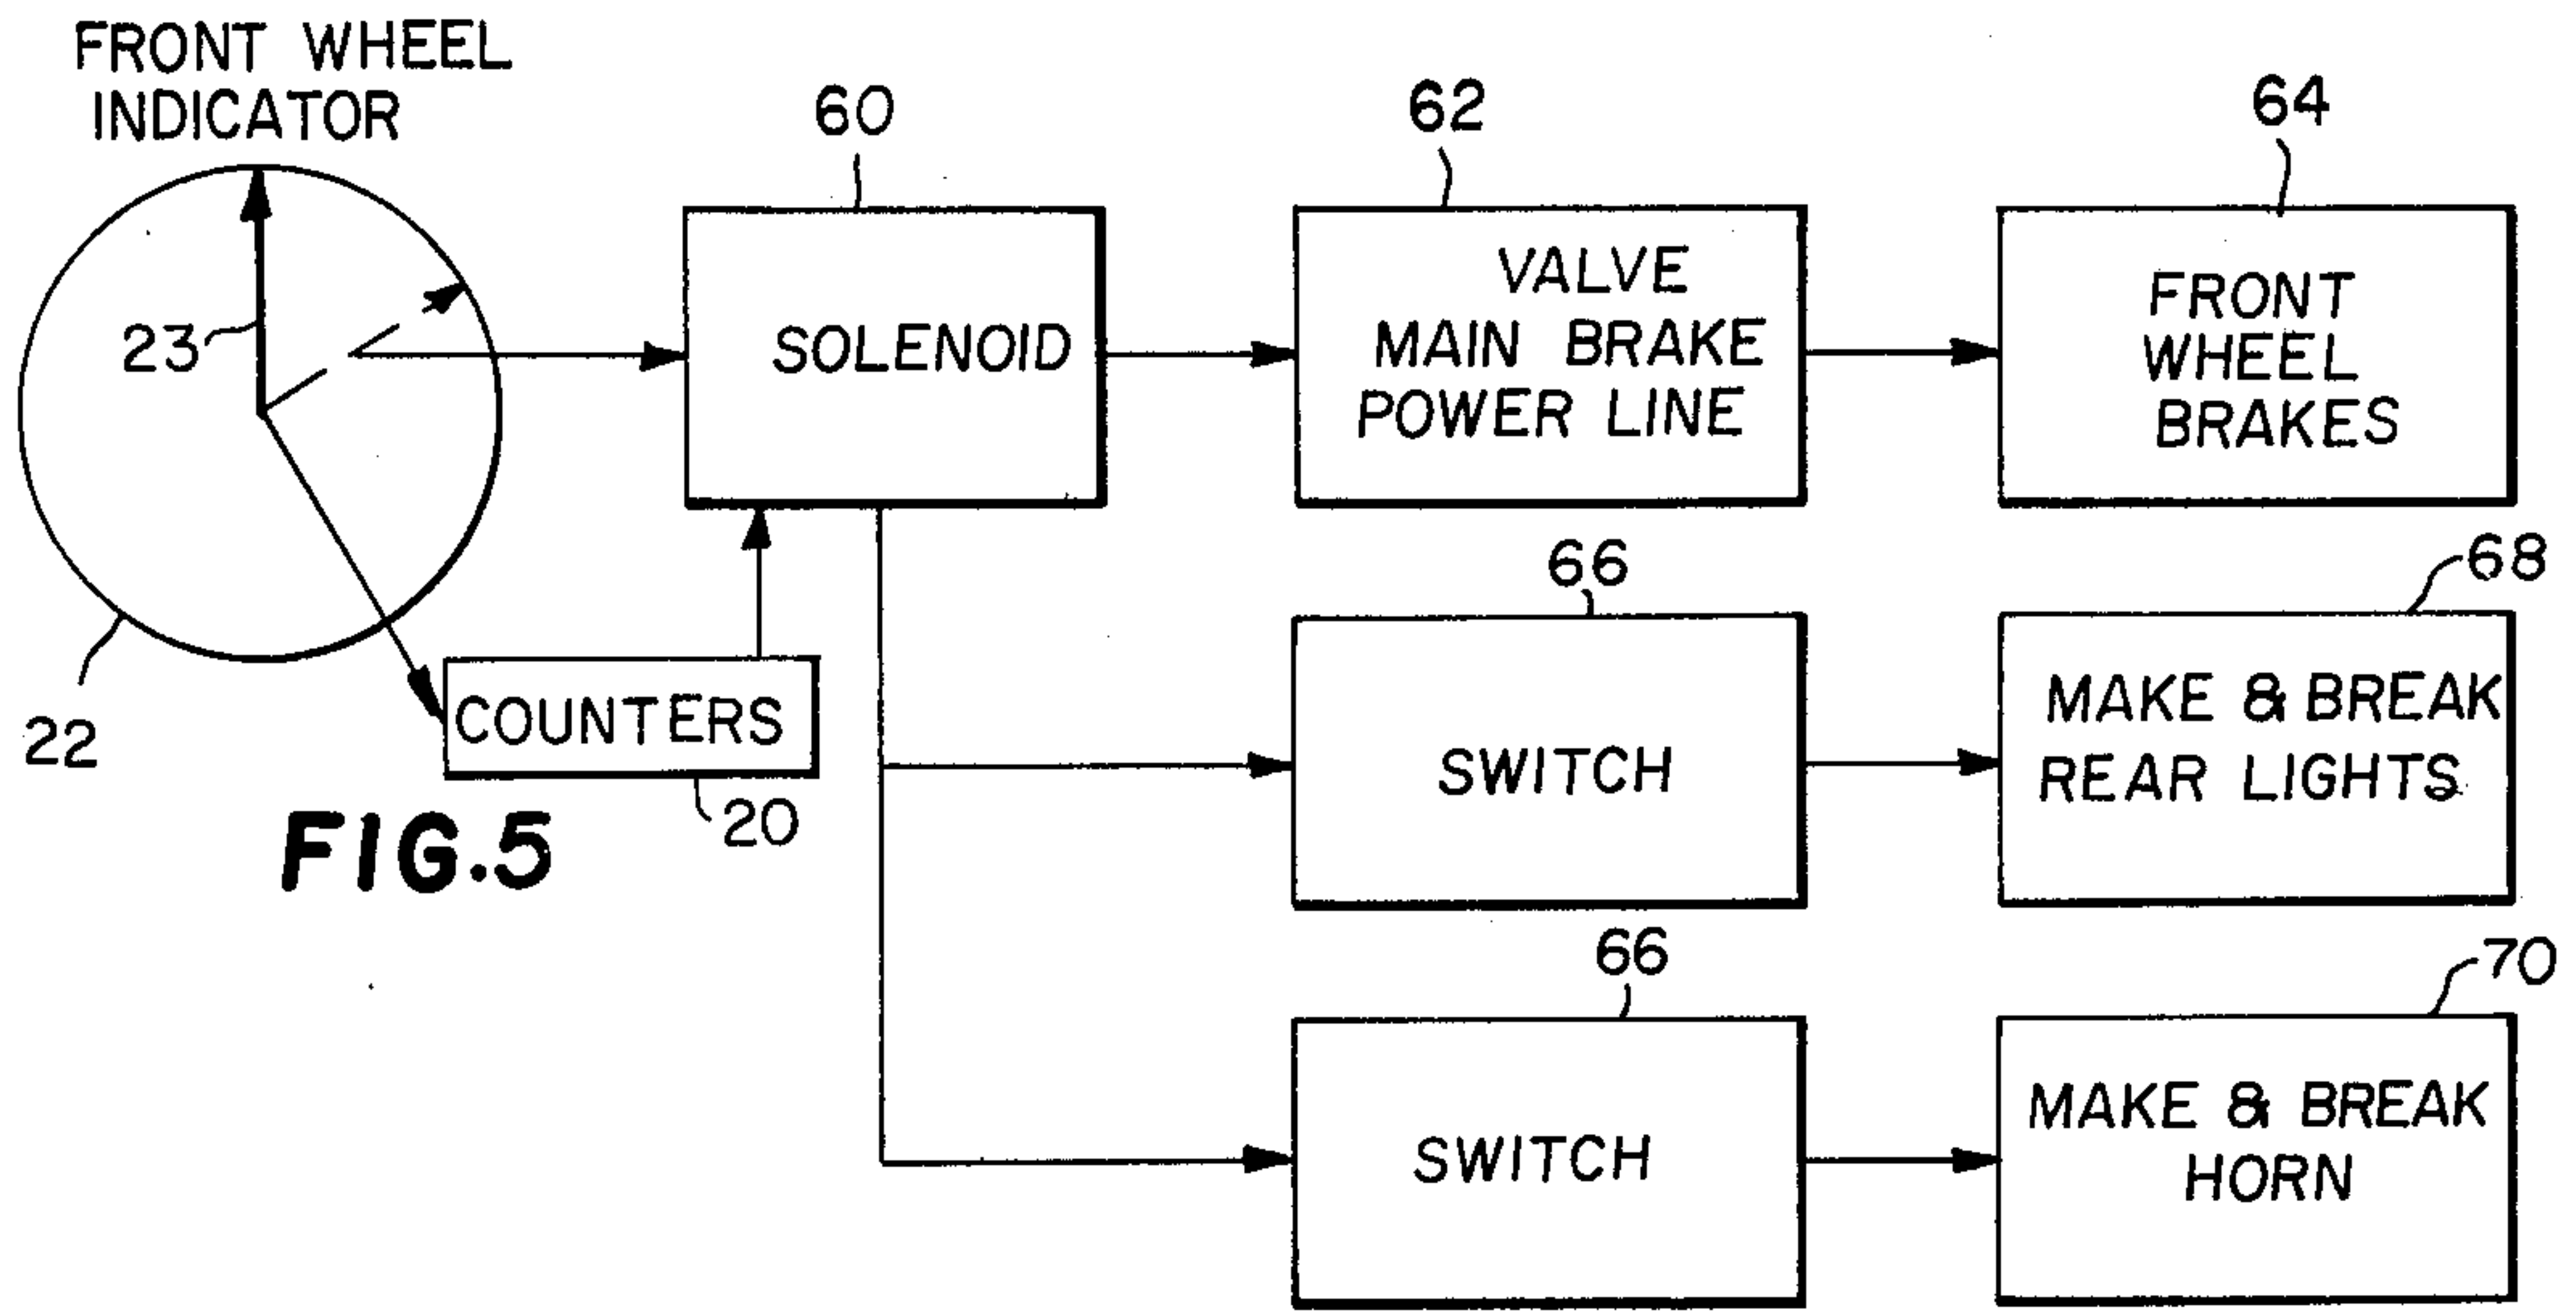 FRONT WHEEL
INDICATOR
60
62
64
23
SOLENOID
VALVE
MAIN BRAKE
POWER LINE
FRONT
WHEEL
BRAKES
22
COUNTERS
20
66
68
SWITCH
MAKE & BREAK
REAR LIGHTS
FIG.5
66
70
SWITCH
MAKE & BREAK
HORN